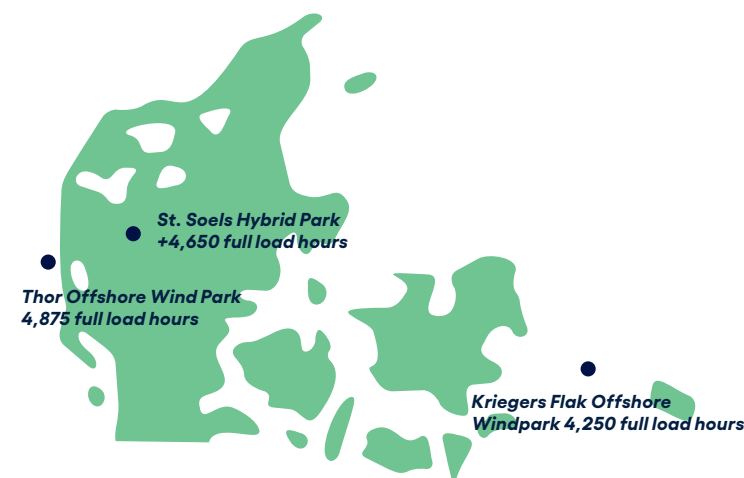 St. Soels Hybrid Park
+4,650 full load hours
Thor Offshore Wind Park
4,875 full load hours
Kriegers Flak Offshore
Windpark 4,250 full load hours